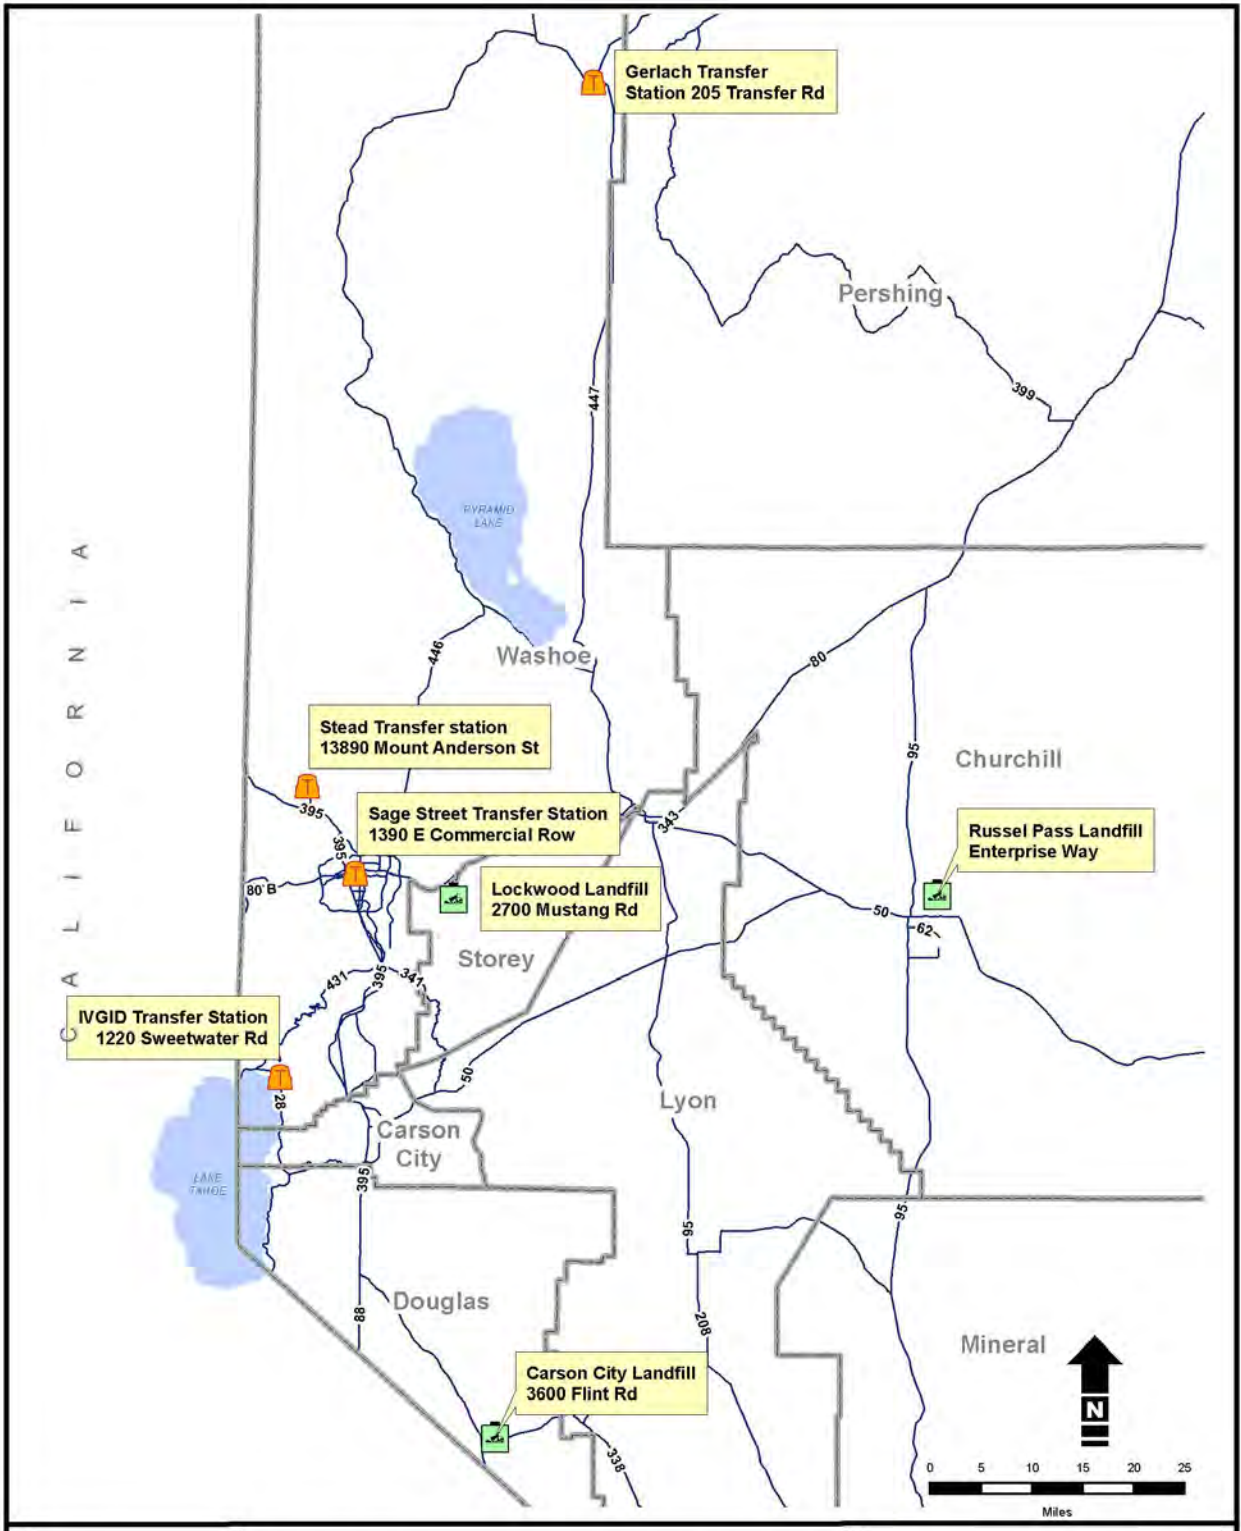 Gerlach Transfer
Station 205 Transfer Rd
Pershing
399
447
PYRAMID
LAKE
CALIFORNIA
446
Washoe
80
Stead Transfer station
13890 Mount Anderson St
95
Churchill
395
Sage Street Transfer Station
1390 E Commercial Row
343
395
Russel Pass Landfill
Enterprise Way
80 B
Lockwood Landfill
2700 Mustang Rd
50
62
Storey
431
395
341
IVGID Transfer Station
1220 Sweetwater Rd
50
28
Lyon
Carson
City
LAKE
TAHOE
395
95
95
Douglas
88
208
Mineral
Carson City Landfill
3600 Flint Rd
N
338
0 5 10 15 20 25
Miles